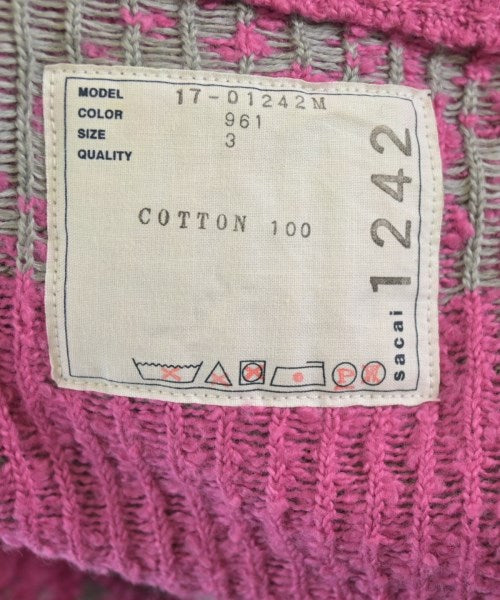 MODEL 17-01242M
COLOR 961
SIZE 3
QUALITY
COTTON 100
P W
sacai 1242